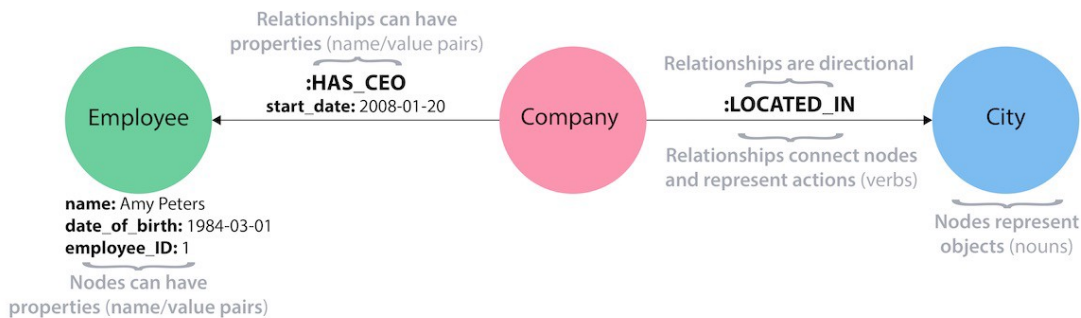 Relationships can have
properties (name/value pairs)
:HAS_CEO
start_date: 2008-01-20
Relationships are directional
:LOCATED_IN
Employee
Company
City
Relationships connect nodes
and represent actions (verbs)
name: Amy Peters
date_of_birth: 1984-03-01
employee_ID: 1
Nodes represent
objects (nouns)
Nodes can have
properties (name/value pairs)